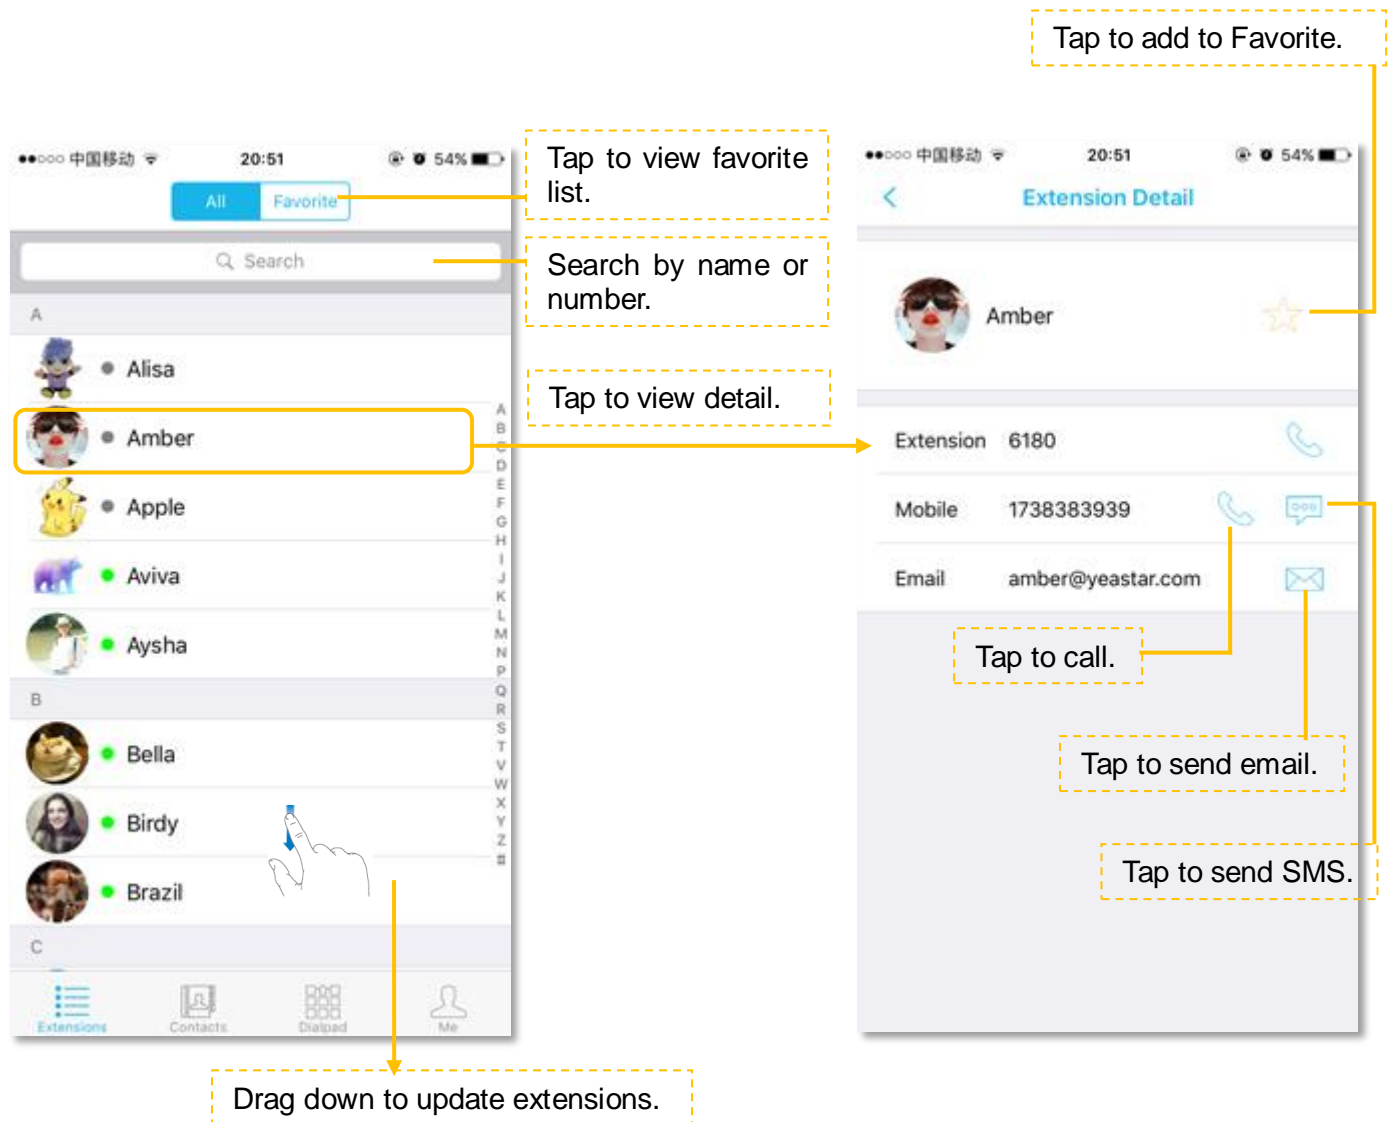 Tap to add to Favorite.
中国移动 20:51 54%
All Favorite
Tap to view favorite
list.
Search
Search by name or
number.
A
Alisa
Amber
Apple
Aviva
Aysha
B
Bella
Birdy
Brazil
C
A
B
C
D
E
F
G
H
I
J
K
L
M
N
P
Q
R
S
T
V
W
X
Y
Z
#
Extensions Contacts Dialpad Me
Tap to view detail.
Drag down to update extensions.
中国移动 20:51 54%
Extension Detail
Amber
Extension 6180
Mobile 1738383939
Email amber@yeastar.com
Tap to call.
Tap to send email.
Tap to send SMS.